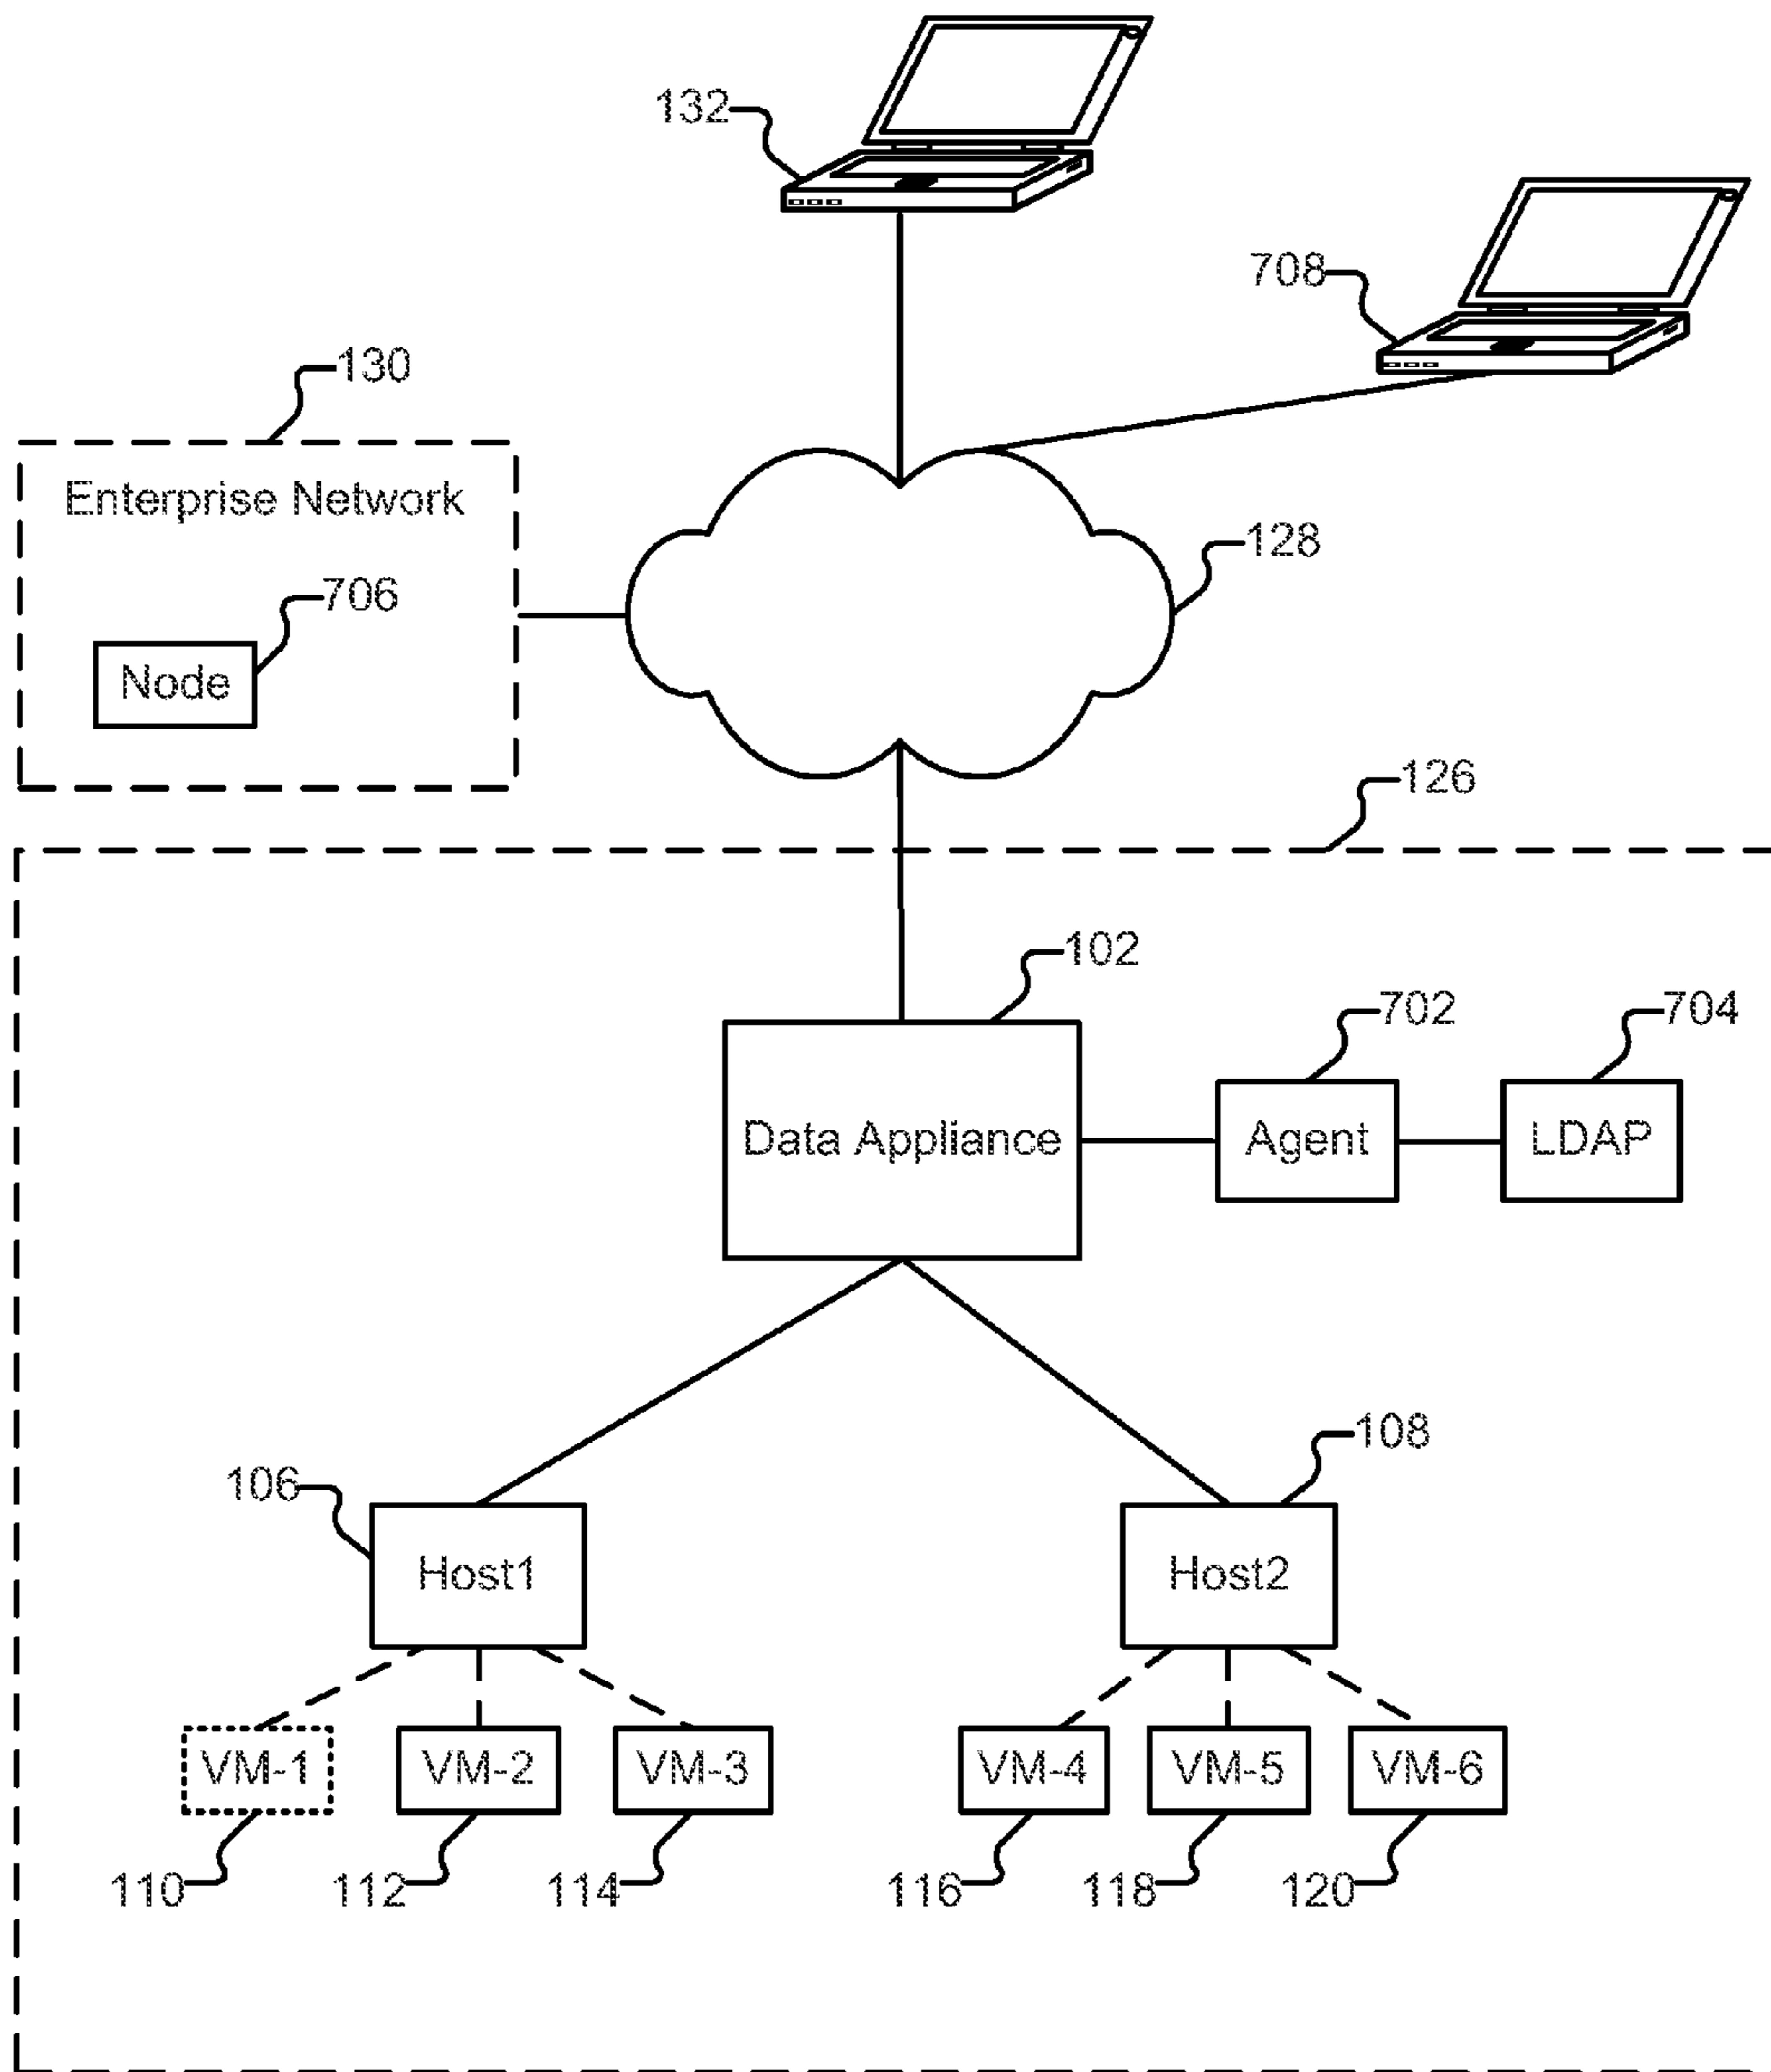 132
708
130
Enterprise Network
128
706
Node
126
102
702
704
Data Appliance
Agent
LDAP
108
106
Host1
Host2
VM-1
VM-2
VM-3
VM-4
VM-5
VM-6
110
112
114
116
118
120